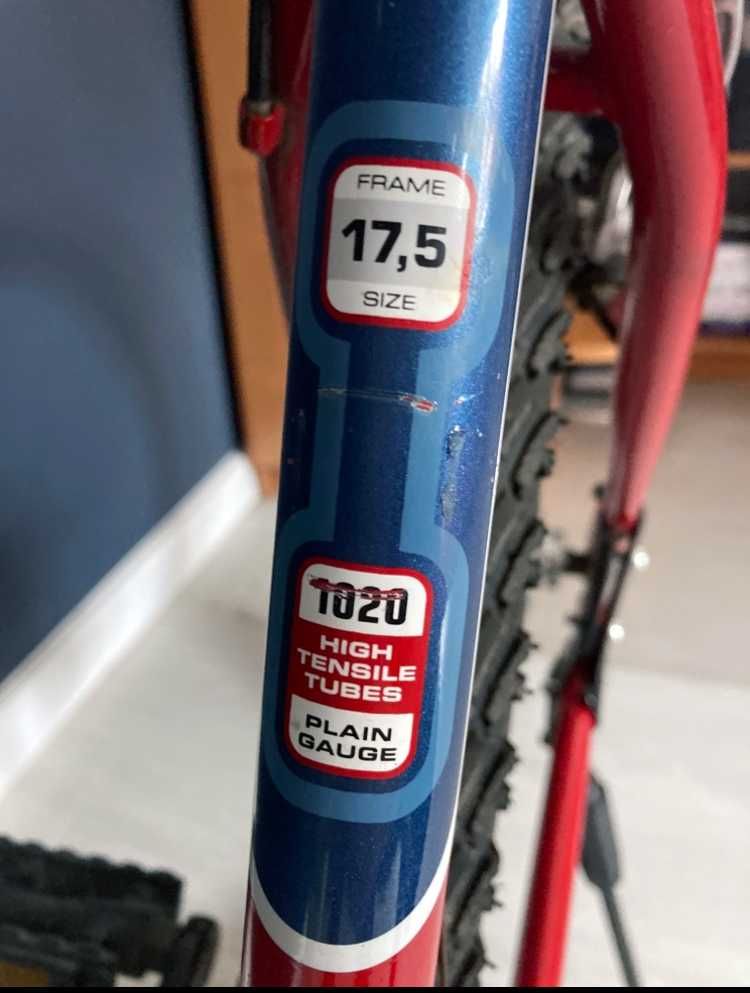 FRAME
17,5
SIZE
1020
HIGH
TENSILE
TUBES
PLAIN
GAUGE